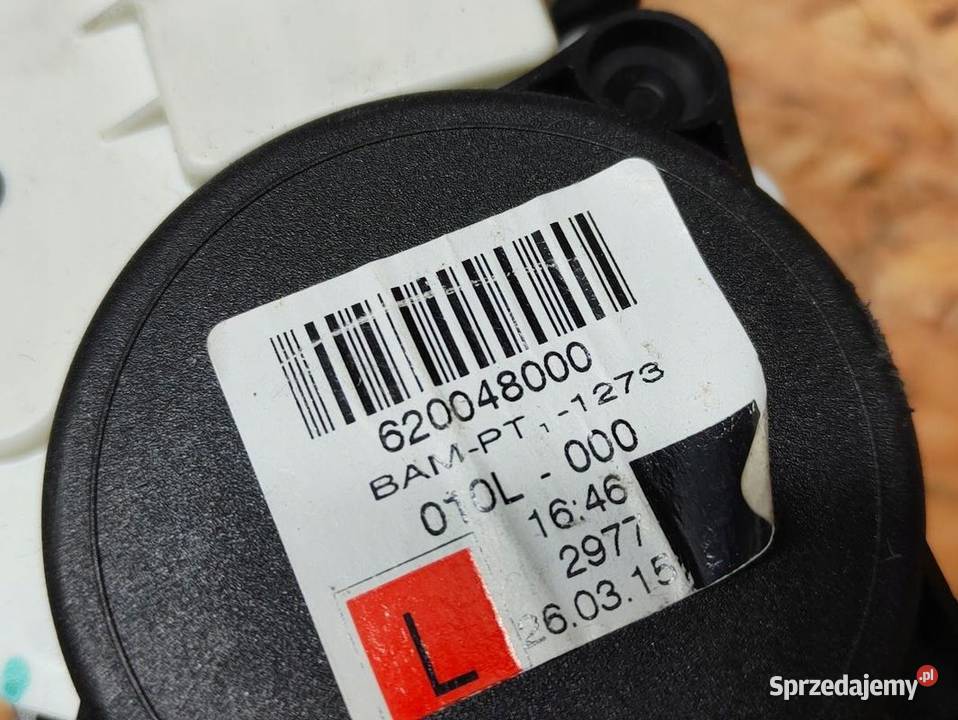 620048000
BAM-PT1-1273
010L - 000
16:46
2977
26.03.15
L
Sprzedajemy.pl